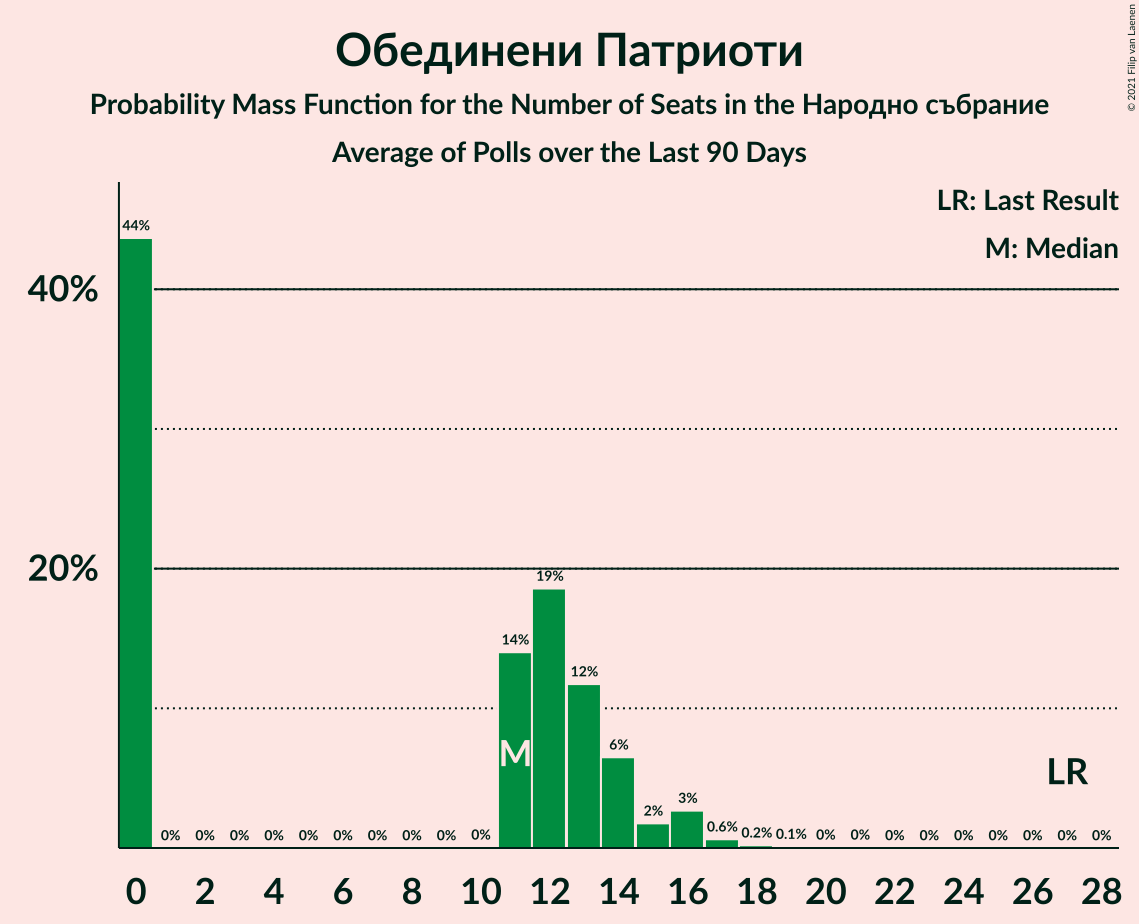 Обединени Патриоти
Probability Mass Function for the Number of Seats in the Народно събрание
Average of Polls over the Last 90 Days
© 2021 Filip van Laenen
LR: Last Result
M: Median
44%
40%
20%
19%
14%
12%
6%
2%
3%
0.6%
0.2%
0.1%
0% 0% 0% 0% 0% 0% 0% 0% 0% 0%
0% 0% 0% 0% 0% 0% 0% 0% 0%
M
LR
0 2 4 6 8 10 12 14 16 18 20 22 24 26 28